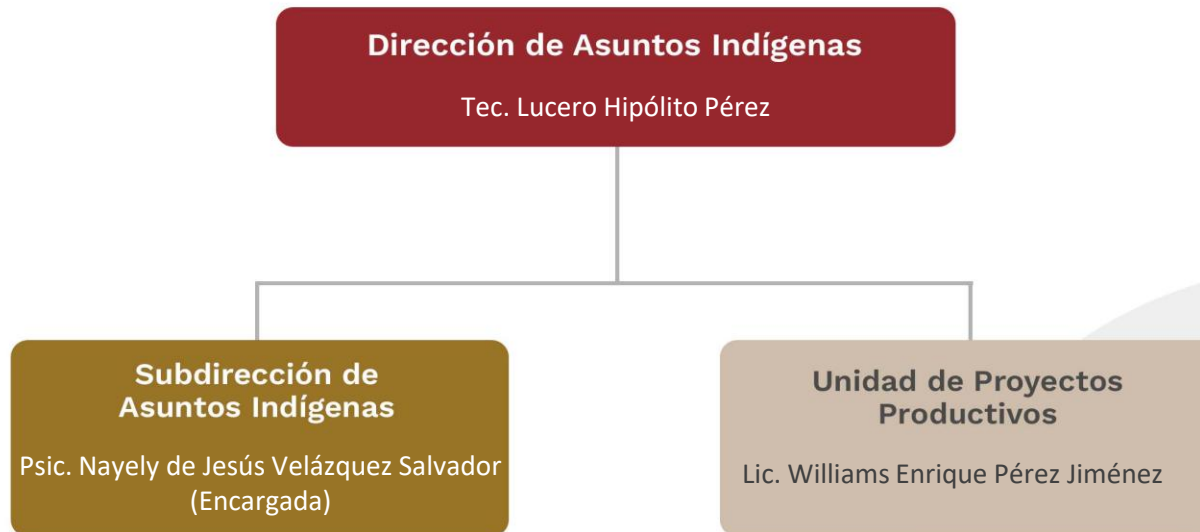 Dirección de Asuntos Indígenas
Tec. Lucero Hipólito Pérez
Subdirección de
Asuntos Indígenas
Psic. Nayely de Jesús Velázquez Salvador
(Encargada)
Unidad de Proyectos
Productivos
Lic. Williams Enrique Pérez Jiménez